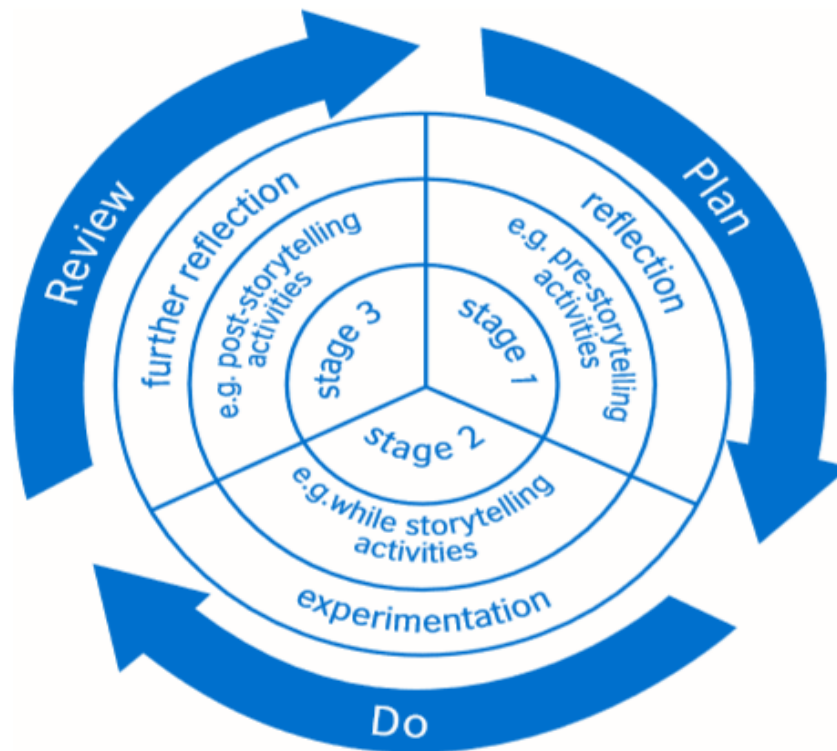 Plan
reflection
e.g. pre-storytelling
activities
stage 1
Do
experimentation
e.g.while storytelling
activities
stage 2
Review
further reflection
e.g. post-storytelling
activities
stage 3